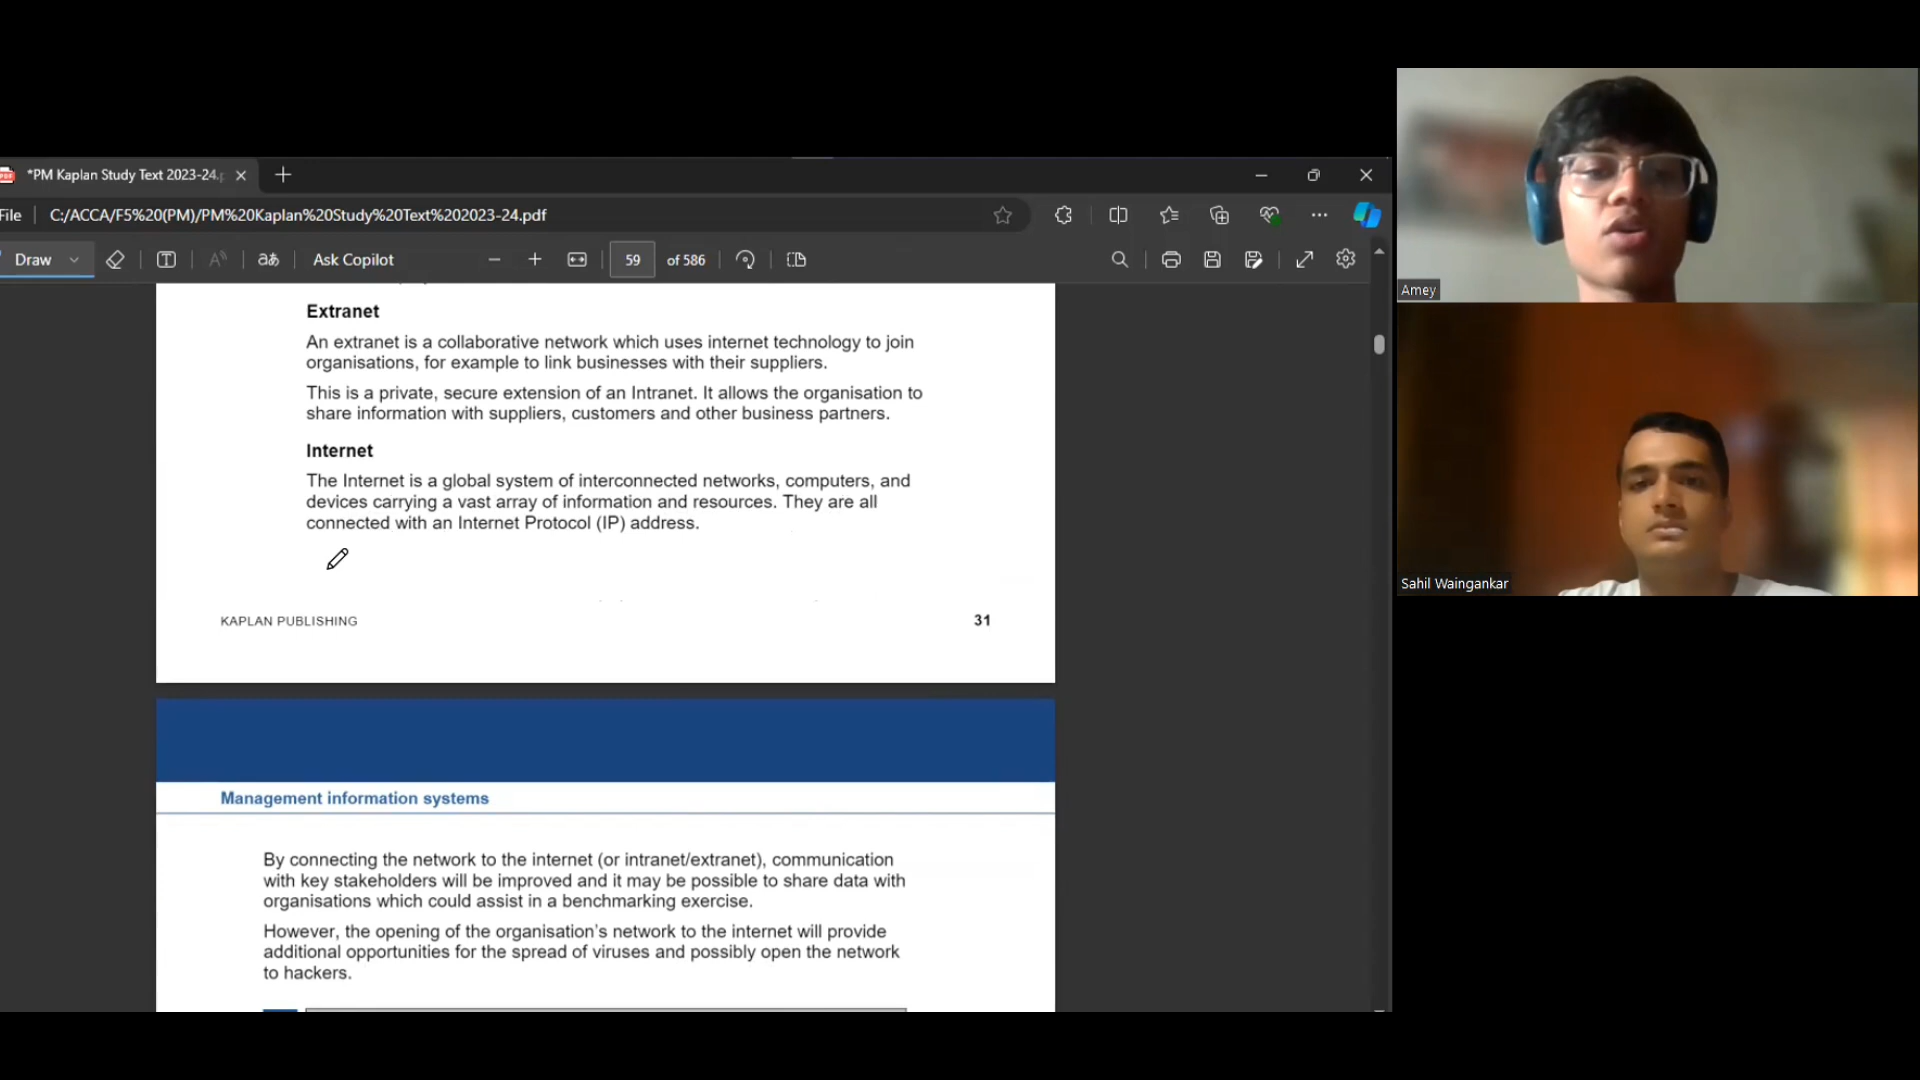 *PM Kaplan Study Text 2023-24.p
File
C:/ACCA/F5%20(PM)/PM%20Kaplan%20Study%20Text%202023-24.pdf
Draw
aあ
Ask Copilot
59
of 586
Extranet
An extranet is a collaborative network which uses internet technology to join
organisations, for example to link businesses with their suppliers.
This is a private, secure extension of an Intranet. It allows the organisation to
share information with suppliers, customers and other business partners.
Internet
The Internet is a global system of interconnected networks, computers, and
devices carrying a vast array of information and resources. They are all
connected with an Internet Protocol (IP) address.
KAPLAN PUBLISHING
31
Management information systems
By connecting the network to the internet (or intranet/extranet), communication
with key stakeholders will be improved and it may be possible to share data with
organisations which could assist in a benchmarking exercise.
However, the opening of the organisation's network to the internet will provide
additional opportunities for the spread of viruses and possibly open the network
to hackers.
Amey
Sahil Waingankar